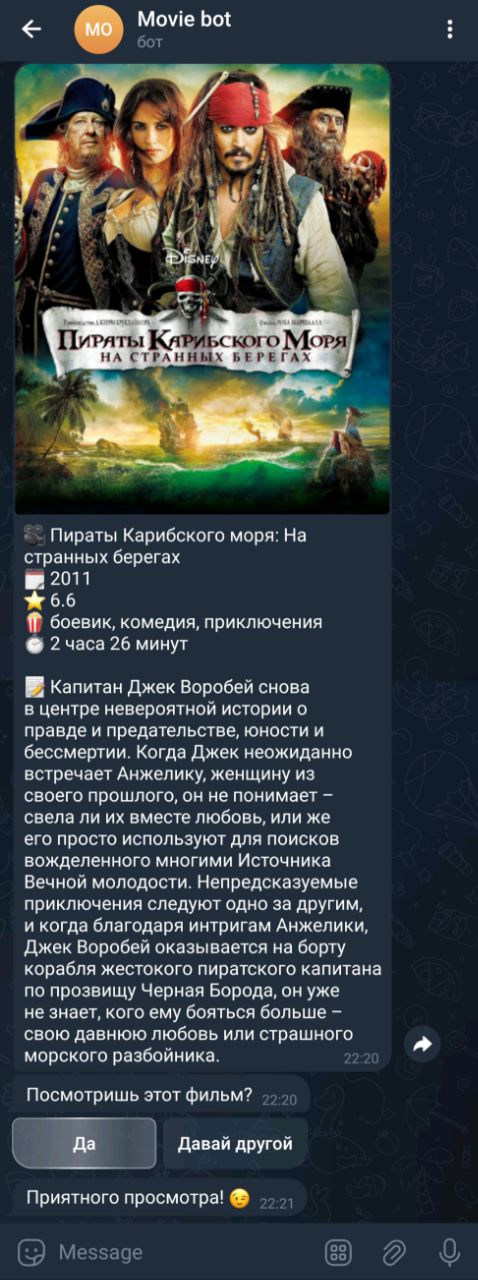 MO
Movie bot
бот
Disney
Пираты Карибского Моря
на странных берегах
🎥 Пираты Карибского моря: На
странных берегах
🗓 2011
⭐ 6.6
🍿 боевик, комедия, приключения
⏱ 2 часа 26 минут
📝 Капитан Джек Воробей снова
в центре невероятной истории о
правде и предательстве, юности и
бессмертии. Когда Джек неожиданно
встречает Анжелику, женщину из
своего прошлого, он не понимает –
свела ли их вместе любовь, или же
его просто используют для поисков
вожделенного многими Источника
Вечной молодости. Непредсказуемые
приключения следуют одно за другим,
и когда благодаря интригам Анжелики,
Джек Воробей оказывается на борту
корабля жестокого пиратского капитана
по прозвищу Черная Борода, он уже
не знает, кого ему бояться больше –
свою давнюю любовь или страшного
морского разбойника. 22:20
Посмотришь этот фильм? 22:20
Да Давай другой
Приятного просмотра! 😉 22:21
Message